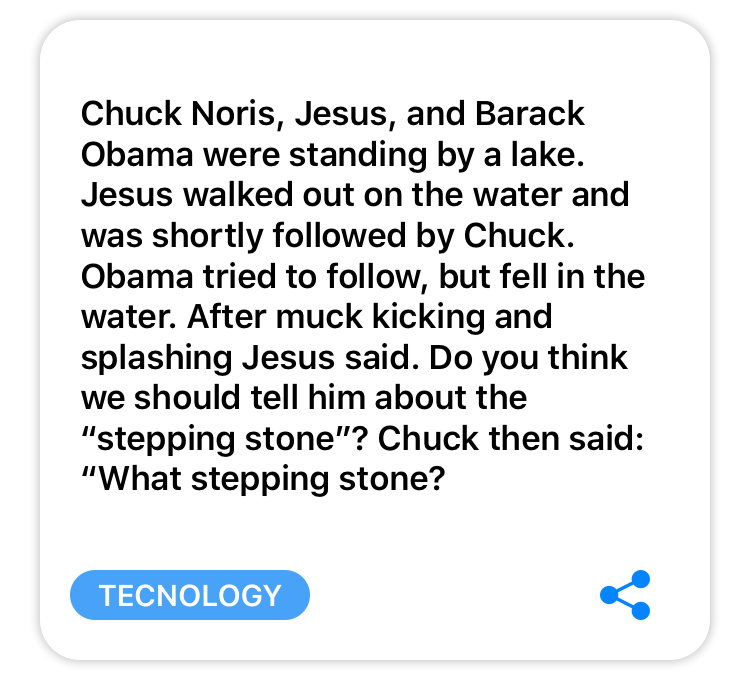 Chuck Noris, Jesus, and Barack
Obama were standing by a lake.
Jesus walked out on the water and
was shortly followed by Chuck.
Obama tried to follow, but fell in the
water. After muck kicking and
splashing Jesus said. Do you think
we should tell him about the
“stepping stone”? Chuck then said:
“What stepping stone?
TECNOLOGY